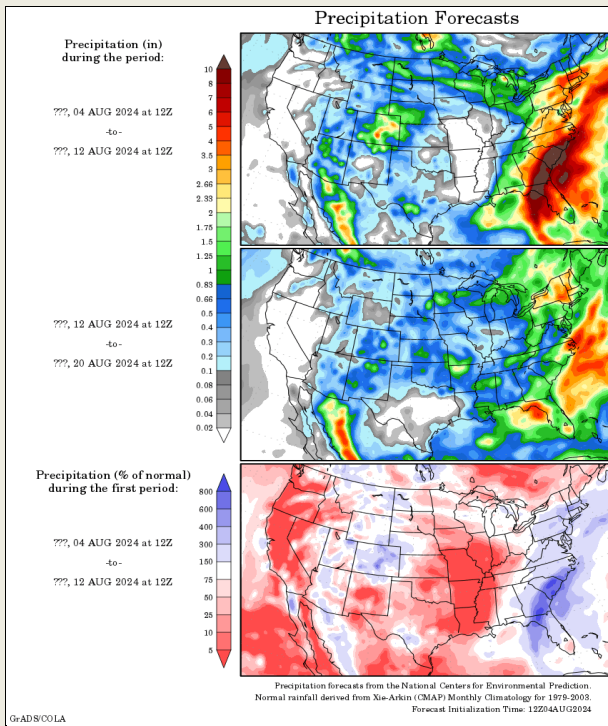 Precipitation Forecasts
Precipitation (in)
during the period:
???, 04 AUG 2024 at 12Z
-to-
???, 12 AUG 2024 at 12Z
10
8
7
6
5
4
3.5
3
2.66
2.33
2
1.75
1.5
1.25
1
0.83
0.66
0.5
0.4
0.3
0.2
0.1
0.08
0.06
0.04
0.02
???, 12 AUG 2024 at 12Z
-to-
???, 20 AUG 2024 at 12Z
Precipitation (% of normal)
during the first period:
???, 04 AUG 2024 at 12Z
-to-
???, 12 AUG 2024 at 12Z
800
600
400
300
150
75
50
25
10
5
Precipitation forecasts from the National Centers for Environmental Prediction.
Normal rainfall derived from Xie-Arkin (CMAP) Monthly Climatology for 1979-2003.
Forecast Initialization Time: 12Z04AUG2024
GrADS/COLA